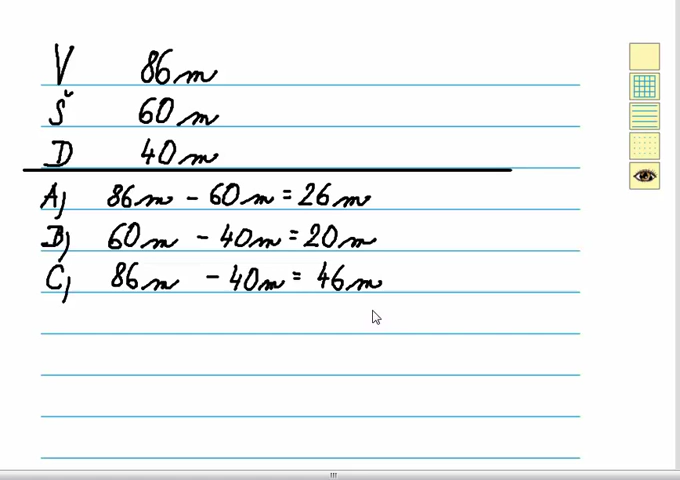 V 86m
Š 60m
D 40m
A) 86m - 60m = 26m
B) 60m - 40m = 20m
C) 86m - 40m = 46m